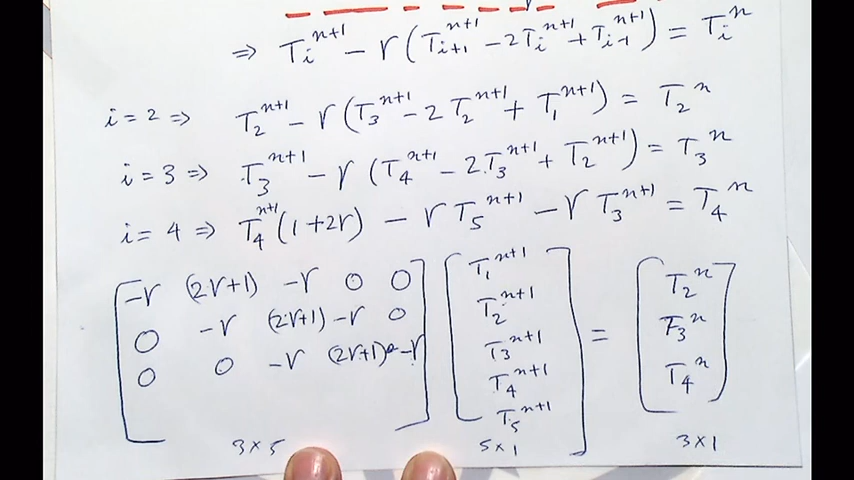 ⇒ T_i^{n+1} − r (T_{i+1}^{n+1} − 2T_i^{n+1} + T_{i-1}^{n+1}) = T_i^n
i = 2 ⇒ T_2^{n+1} − r (T_3^{n+1} − 2 T_2^{n+1} + T_1^{n+1}) = T_2^n
i = 3 ⇒ T_3^{n+1} − r (T_4^{n+1} − 2 T_3^{n+1} + T_2^{n+1}) = T_3^n
i = 4 ⇒ T_4^{n+1} (1+2r) − r T_5^{n+1} − r T_3^{n+1} = T_4^n
[−r (2r+1) −r 0 0
0 −r (2r+1) −r 0
0 0 −r (2r+1) −r]
[T_1^{n+1}
T_2^{n+1}
T_3^{n+1}
T_4^{n+1}
T_5^{n+1}]
=
[T_2^n
T_3^n
T_4^n]
3×5 5×1 3×1